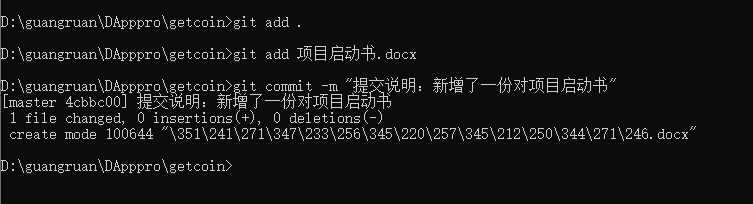 D:\guangruan\DApppro\getcoin>git add .
D:\guangruan\DApppro\getcoin>git add 项目启动书.docx
D:\guangruan\DApppro\getcoin>git commit -m "提交说明：新增了一份对项目启动书"
[master 4cbbc00] 提交说明：新增了一份对项目启动书
1 file changed, 0 insertions(+), 0 deletions(-)
create mode 100644 "\351\241\271\347\233\256\345\220\257\345\212\250\344\271\246.docx"
D:\guangruan\DApppro\getcoin>